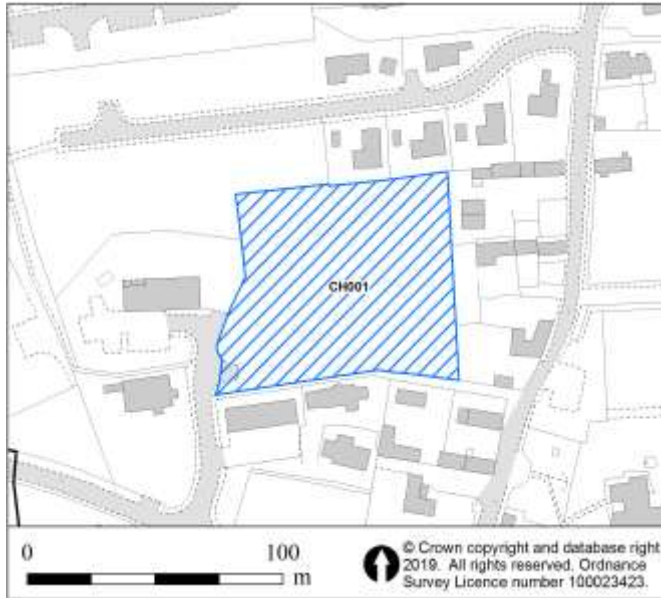 CH001
0 100
m
© Crown copyright and database right
2019. All rights reserved. Ordnance
Survey Licence number 100023423.